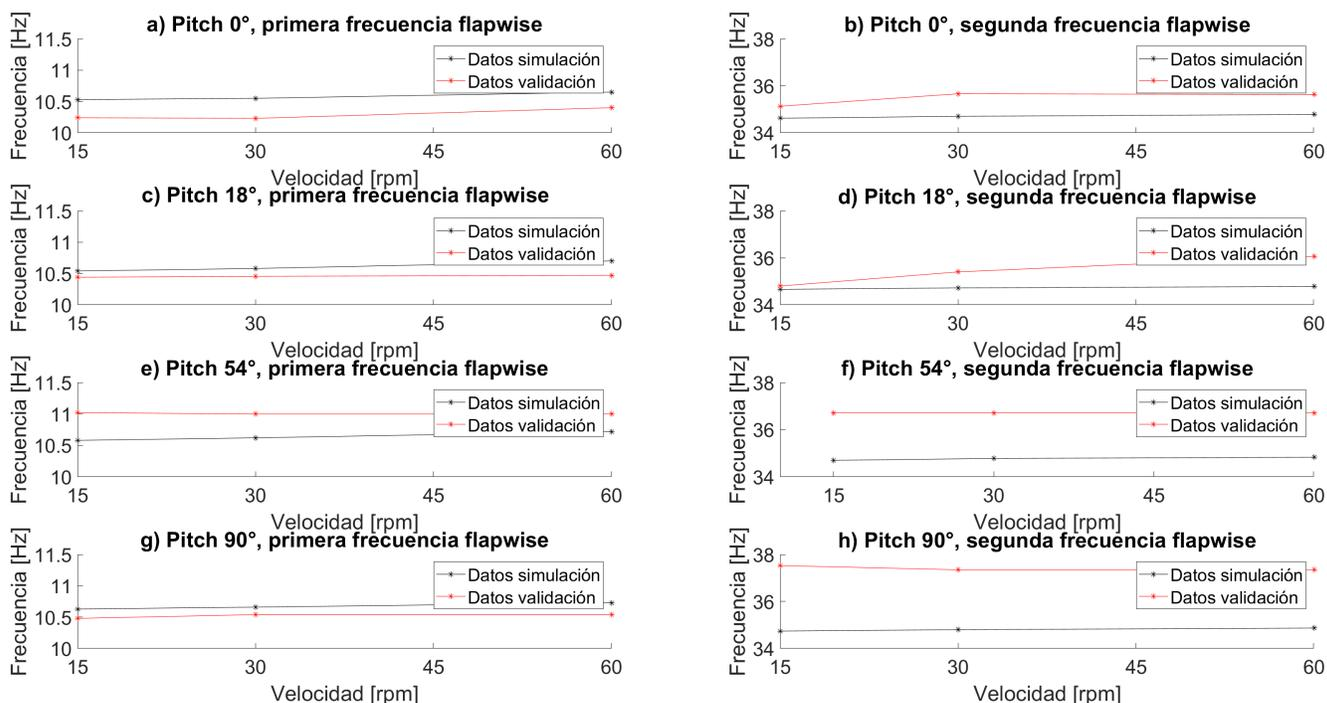 a) Pitch 0°, primera frecuencia flapwise
Frecuencia [Hz]
11.5
11
10.5
10
Datos simulación
Datos validación
15 30 45 60
Velocidad [rpm]
b) Pitch 0°, segunda frecuencia flapwise
Frecuencia [Hz]
38
36
34
Datos simulación
Datos validación
15 30 45 60
Velocidad [rpm]
c) Pitch 18°, primera frecuencia flapwise
Frecuencia [Hz]
11.5
11
10.5
10
Datos simulación
Datos validación
15 30 45 60
Velocidad [rpm]
d) Pitch 18°, segunda frecuencia flapwise
Frecuencia [Hz]
38
36
34
Datos simulación
Datos validación
15 30 45 60
Velocidad [rpm]
e) Pitch 54°, primera frecuencia flapwise
Frecuencia [Hz]
11.5
11
10.5
10
Datos simulación
Datos validación
15 30 45 60
Velocidad [rpm]
f) Pitch 54°, segunda frecuencia flapwise
Frecuencia [Hz]
38
36
34
Datos simulación
Datos validación
15 30 45 60
Velocidad [rpm]
g) Pitch 90°, primera frecuencia flapwise
Frecuencia [Hz]
11.5
11
10.5
10
Datos simulación
Datos validación
15 30 45 60
Velocidad [rpm]
h) Pitch 90°, segunda frecuencia flapwise
Frecuencia [Hz]
38
36
34
Datos simulación
Datos validación
15 30 45 60
Velocidad [rpm]